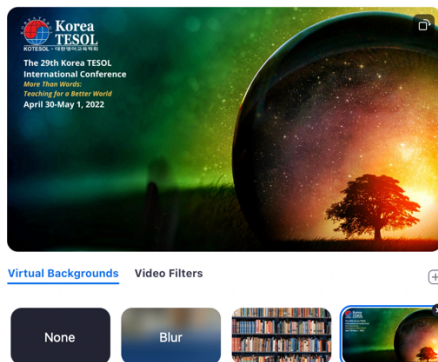 Korea
TESOL
KOTESOL · 대한영어교육학회
The 29th Korea TESOL
International Conference
More Than Words:
Teaching for a Better World
April 30-May 1, 2022
Virtual Backgrounds
Video Filters
None
Blur